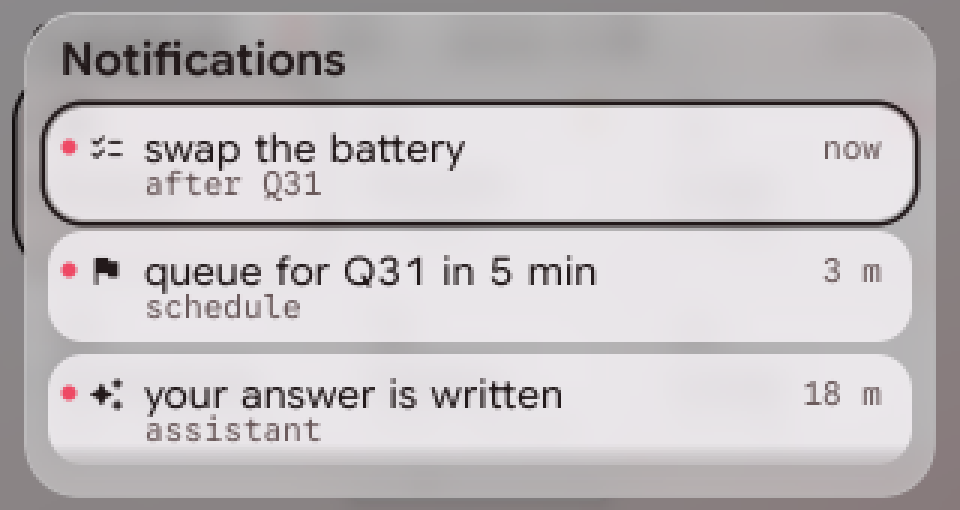 Notifications
swap the battery
now
after Q31
queue for Q31 in 5 min
3 m
schedule
your answer is written
18 m
assistant